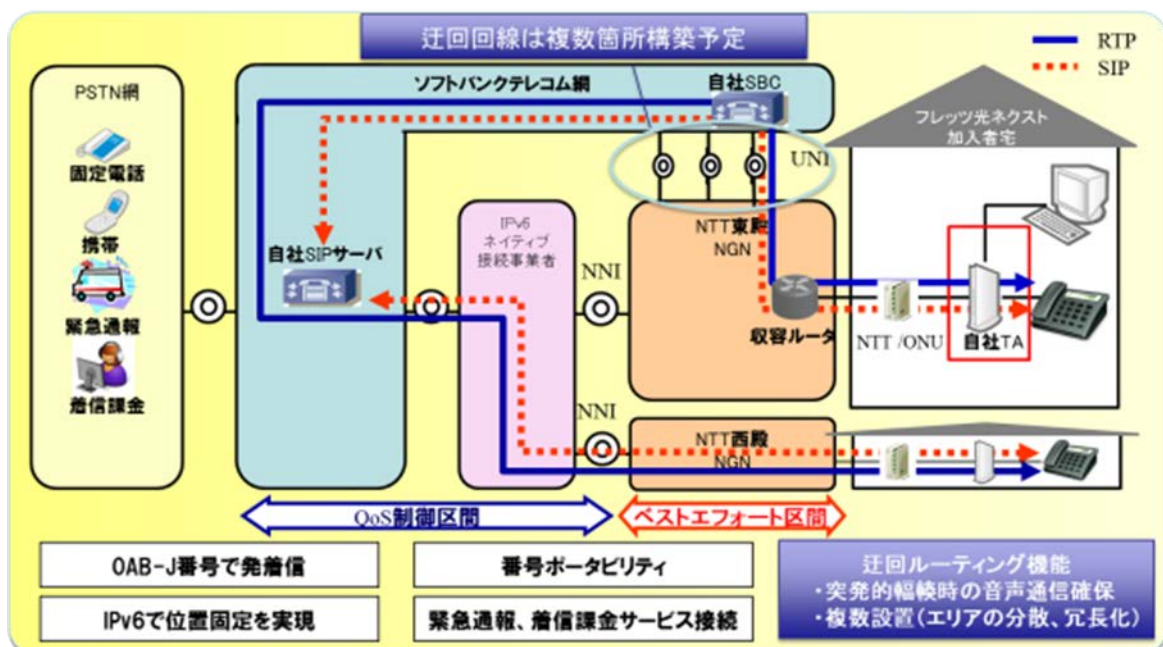 迂回回線は複数箇所構築予定
RTP
SIP
PSTN網
固定電話
携帯
緊急通報
着信課金
ソフトバンクテレコム網
自社SBC
自社SIPサーバ
UNI
IPv6
ネイティブ
接続事業者
NNI
NNI
NTT東殿
NGN
収容ルータ
NTT西殿
NGN
フレッツ光ネクスト
加入者宅
NTT /ONU
自社TA
QoS制御区間
ベストエフォート区間
0AB-J番号で発着信
番号ポータビリティ
IPv6で位置固定を実現
緊急通報、着信課金サービス接続
迂回ルーティング機能
・突発的輻輳時の音声通信確保
・複数設置(エリアの分散、冗長化)